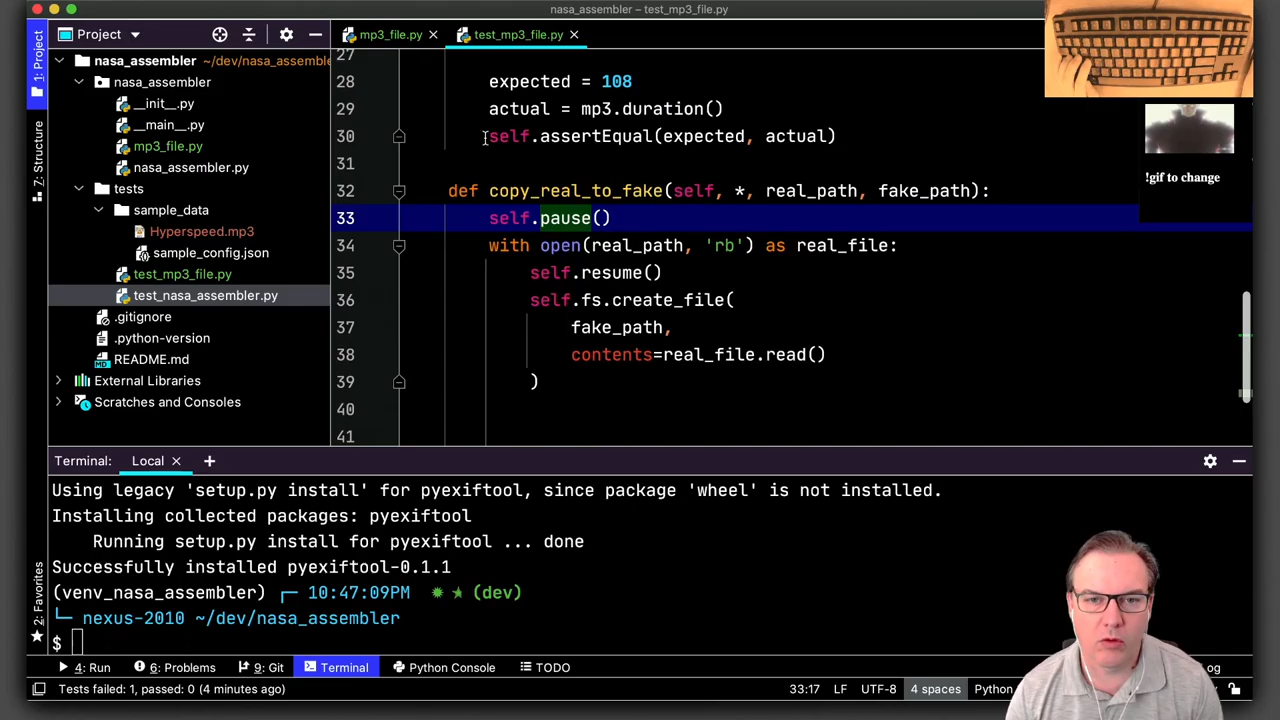 nasa_assembler – test_mp3_file.py
Project
mp3_file.py
test_mp3_file.py
1: Project
7: Structure
2: Favorites
nasa_assembler ~/dev/nasa_assemble
nasa_assembler
__init__.py
__main__.py
mp3_file.py
nasa_assembler.py
tests
sample_data
Hyperspeed.mp3
sample_config.json
test_mp3_file.py
test_nasa_assembler.py
.gitignore
.python-version
README.md
External Libraries
Scratches and Consoles
27
28 expected = 108
29 actual = mp3.duration()
30 self.assertEqual(expected, actual)
31
32 def copy_real_to_fake(self, *, real_path, fake_path):
33 self.pause()
34 with open(real_path, 'rb') as real_file:
35 self.resume()
36 self.fs.create_file(
37 fake_path,
38 contents=real_file.read()
39 )
40
41
!gif to change
Terminal: Local
Using legacy 'setup.py install' for pyexiftool, since package 'wheel' is not installed.
Installing collected packages: pyexiftool
Running setup.py install for pyexiftool ... done
Successfully installed pyexiftool-0.1.1
(venv_nasa_assembler) 10:47:09PM (dev)
nexus-2010 ~/dev/nasa_assembler
$
4: Run 6: Problems 9: Git Terminal Python Console TODO
Tests failed: 1, passed: 0 (4 minutes ago) 33:17 LF UTF-8 4 spaces Python